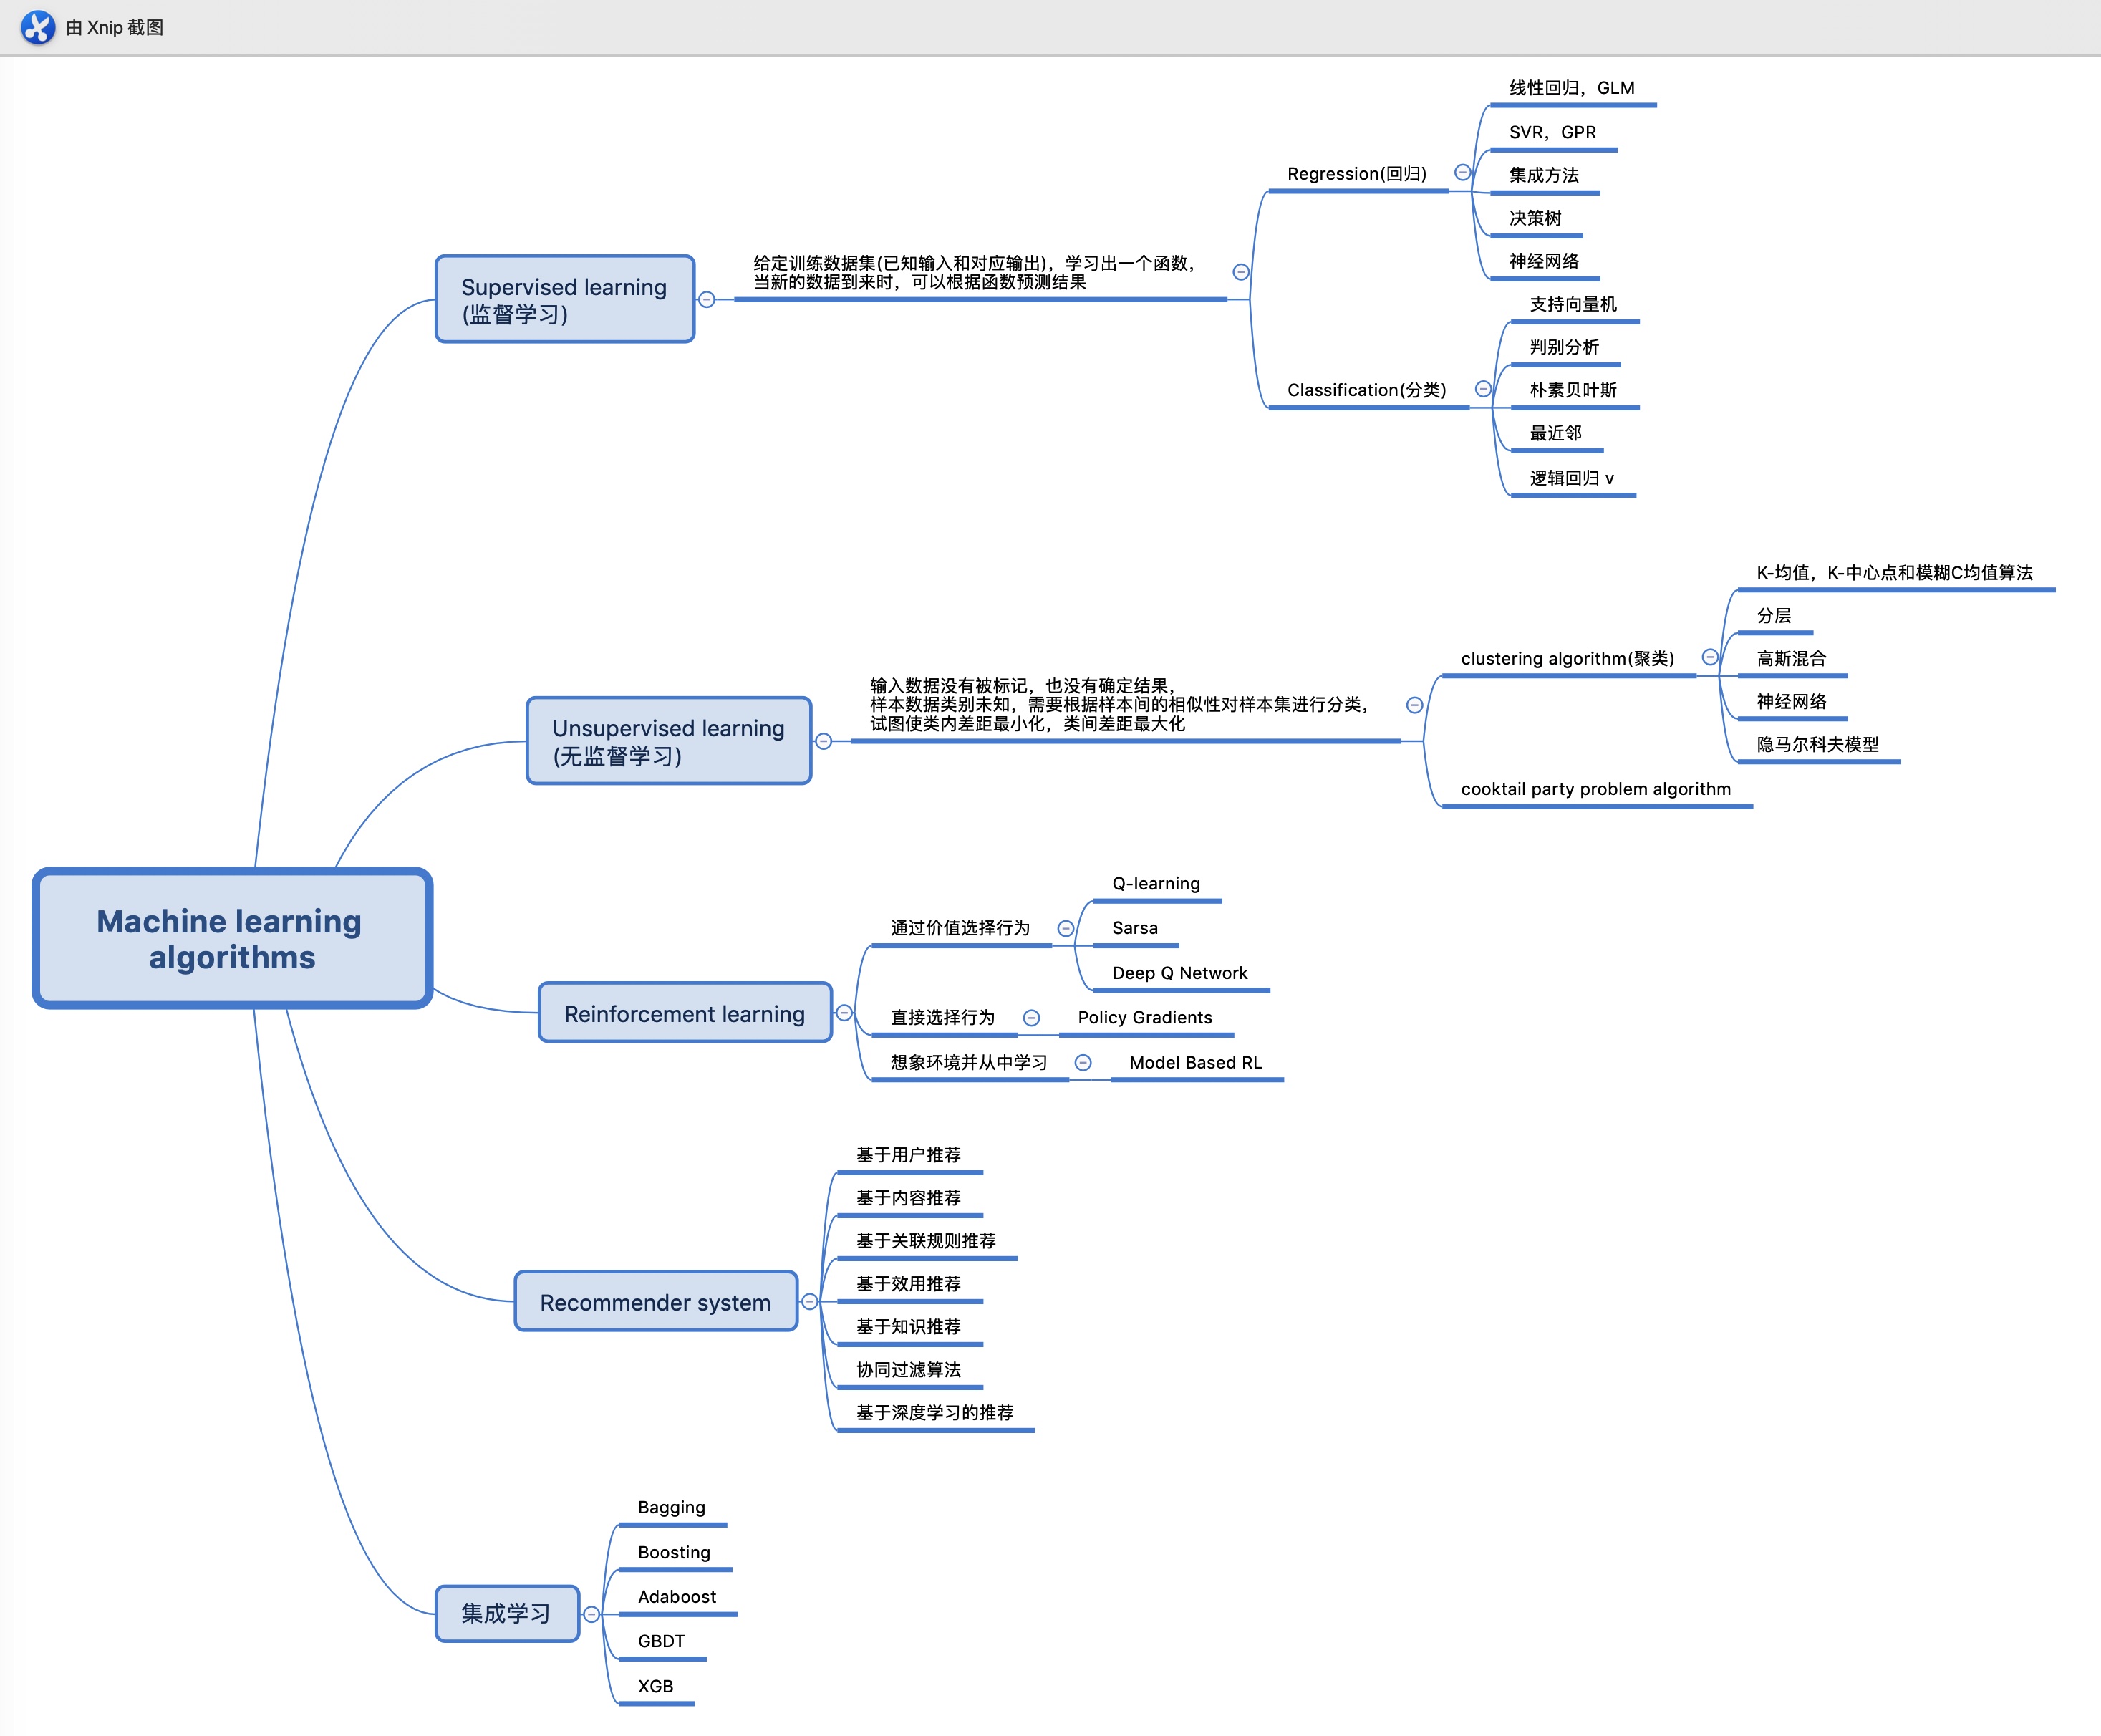 由 Xnip 截图
Machine learning
algorithms
Supervised learning
(监督学习)
给定训练数据集(已知输入和对应输出)，学习出一个函数，
当新的数据到来时，可以根据函数预测结果
Regression(回归)
线性回归，GLM
SVR，GPR
集成方法
决策树
神经网络
Classification(分类)
支持向量机
判别分析
朴素贝叶斯
最近邻
逻辑回归 v
Unsupervised learning
(无监督学习)
输入数据没有被标记，也没有确定结果，
样本数据类别未知，需要根据样本间的相似性对样本集进行分类，
试图使类内差距最小化，类间差距最大化
clustering algorithm(聚类)
K-均值，K-中心点和模糊C均值算法
分层
高斯混合
神经网络
隐马尔科夫模型
cooktail party problem algorithm
Reinforcement learning
通过价值选择行为
Q-learning
Sarsa
Deep Q Network
直接选择行为
Policy Gradients
想象环境并从中学习
Model Based RL
Recommender system
基于用户推荐
基于内容推荐
基于关联规则推荐
基于效用推荐
基于知识推荐
协同过滤算法
基于深度学习的推荐
集成学习
Bagging
Boosting
Adaboost
GBDT
XGB